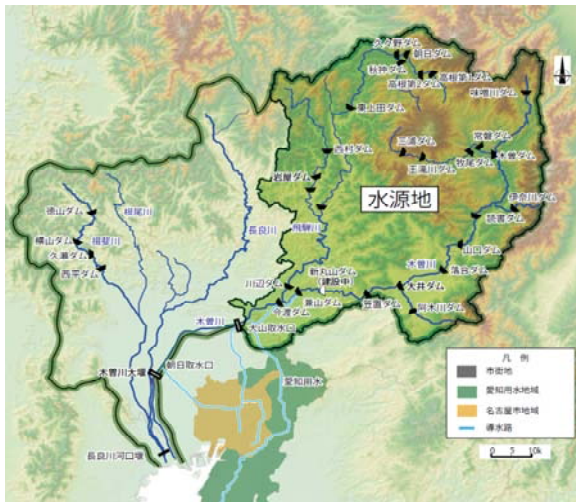 久々野ダム
朝日ダム
秋神ダム
高根第1ダム
高根第2ダム
味噌川ダム
東上田ダム
三浦ダム
常盤ダム
西村ダム
木曽ダム
王滝川ダム
牧尾ダム
岩屋ダム
伊奈川ダム
水源地
読書ダム
徳山ダム
根尾川
長良川
飛騨川
横山ダム
揖斐川
山口ダム
久瀬ダム
木曽川
落合ダム
西平ダム
川辺ダム
新丸山ダム
(建設中)
大井ダム
兼山ダム
笠置ダム
阿木川ダム
今渡ダム
木曽川
犬山取水口
朝日取水口
木曽川大堰
愛知用水
凡 例
市街地
愛知用水地域
名古屋市地域
導水路
長良川河口堰
0 5 10k